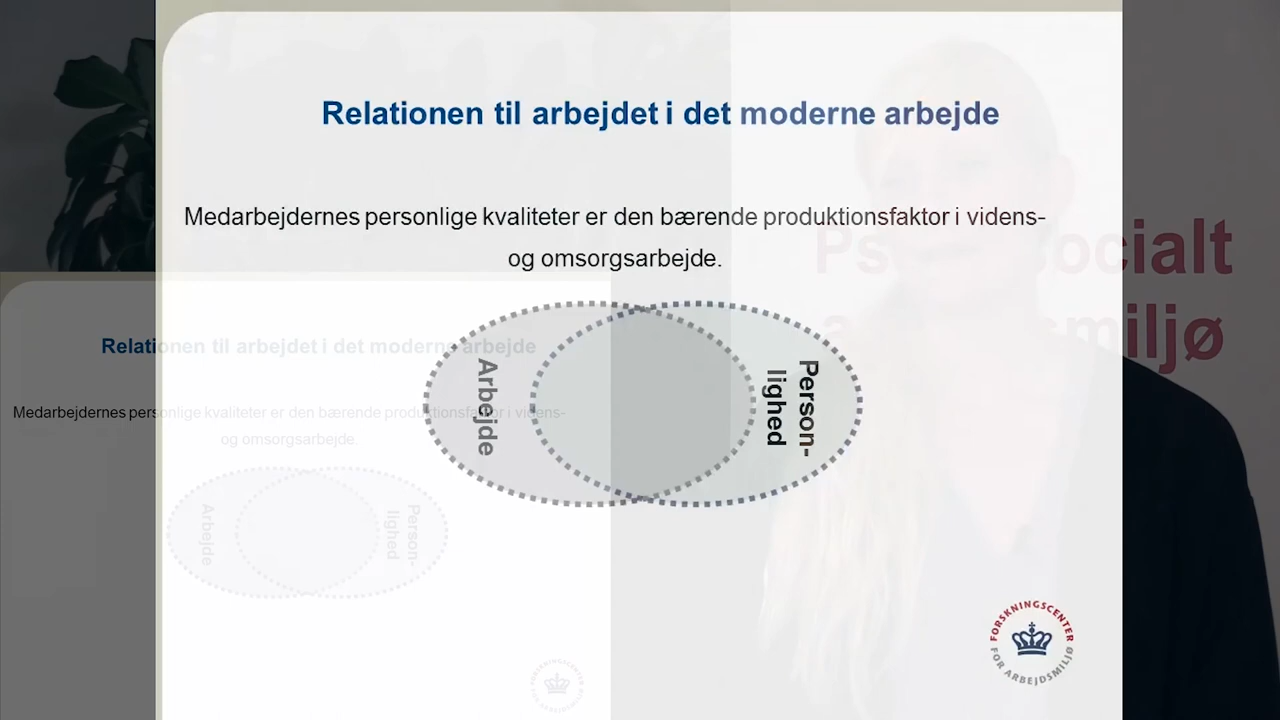 Relationen til arbejdet i det moderne arbejde
Medarbejdernes personlige kvaliteter er den bærende produktionsfaktor i videns-
og omsorgsarbejde.
Arbejde
Person-
lighed
FORSKNINGSCENTER
FOR ARBEJDSMILJØ
Relationen til arbejdet i det moderne arbejde
Medarbejdernes personlige kvaliteter er den bærende produktionsfaktor i videns-
og omsorgsarbejde.
Arbejde
Person-
lighed
FORSKNINGSCENTER
FOR ARBEJDSMILJØ